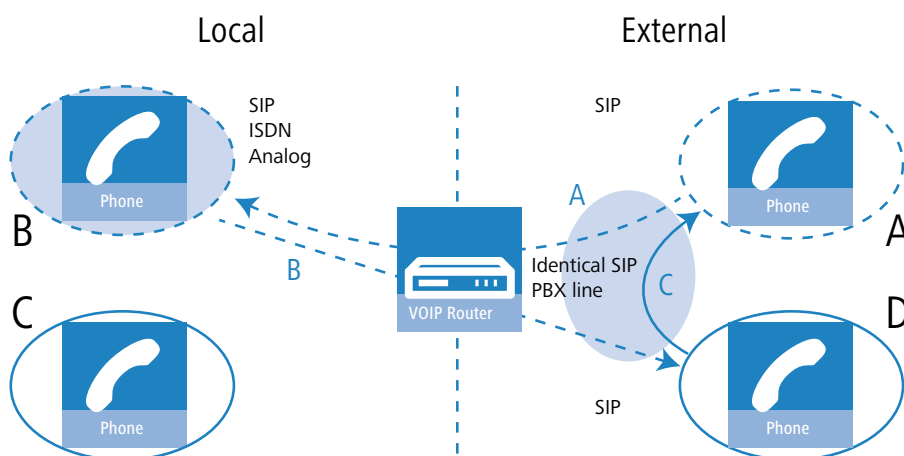 Local
External
SIP
ISDN
Analog
SIP
Phone
Phone
B
A
A
B
Identical SIP
PBX line
C
VOIP Router
C
D
Phone
SIP
Phone